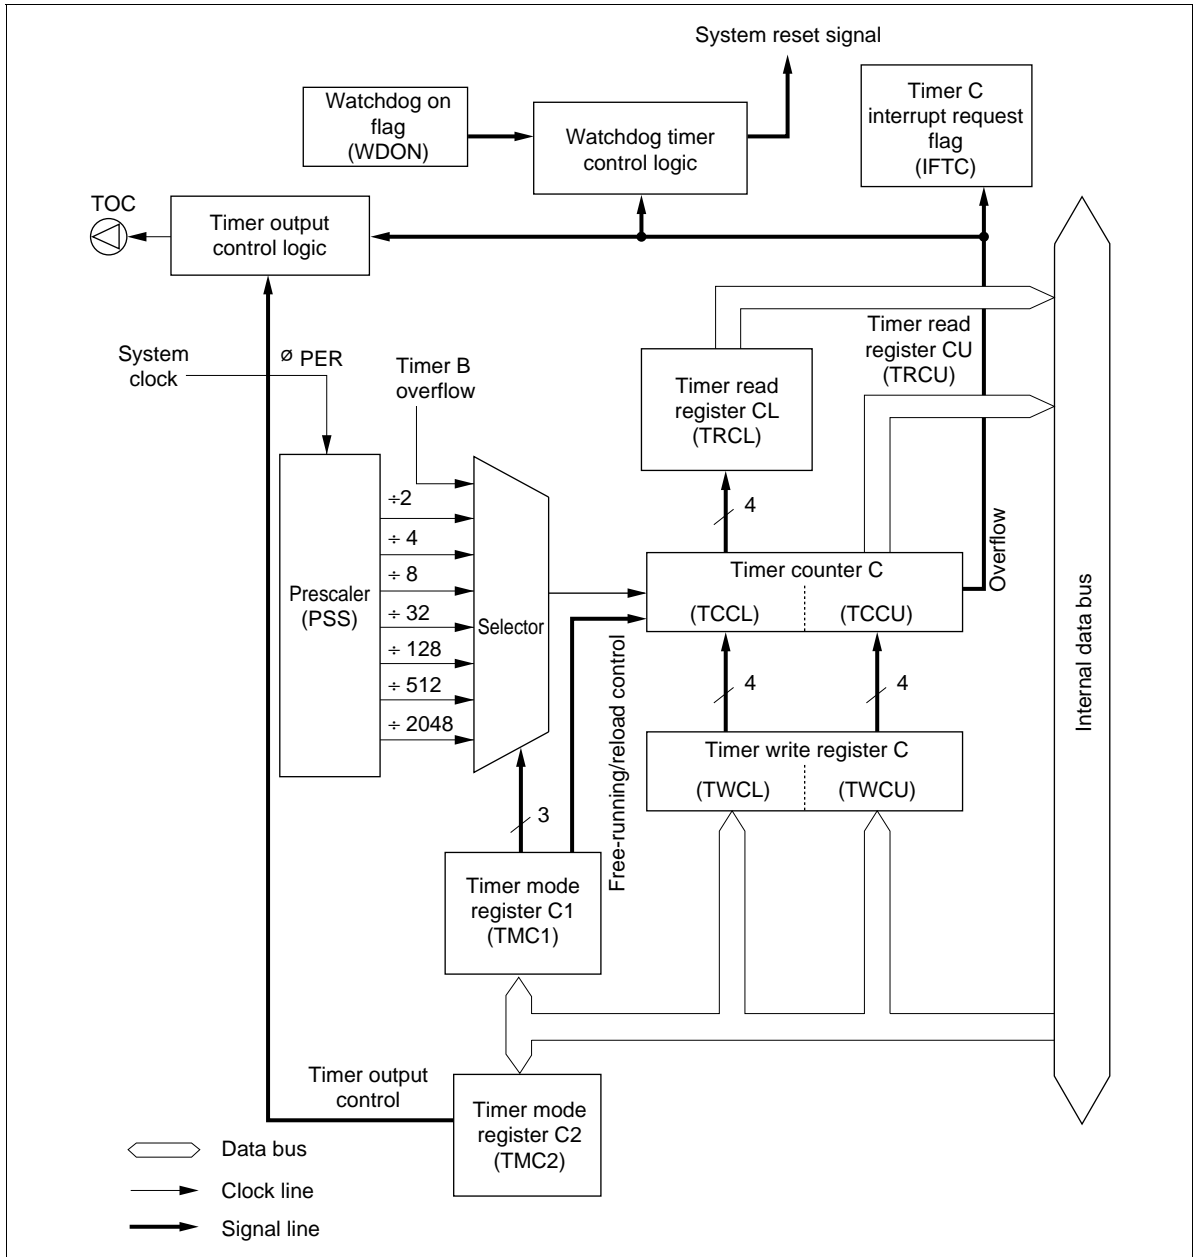 System reset signal
Watchdog on
flag
(WDON)
Watchdog timer
control logic
Timer C
interrupt request
flag
(IFTC)
TOC
Timer output
control logic
System
clock
ø PER
Timer B
overflow
Timer read
register CL
(TRCL)
Timer read
register CU
(TRCU)
Prescaler
(PSS)
÷2
÷ 4
÷ 8
÷ 32
÷ 128
÷ 512
÷ 2048
Selector
4
Timer counter C
(TCCL)
(TCCU)
Overflow
Internal data bus
Free-running/reload control
4
4
Timer write register C
(TWCL)
(TWCU)
3
Timer mode
register C1
(TMC1)
Timer output
control
Timer mode
register C2
(TMC2)
Data bus
Clock line
Signal line